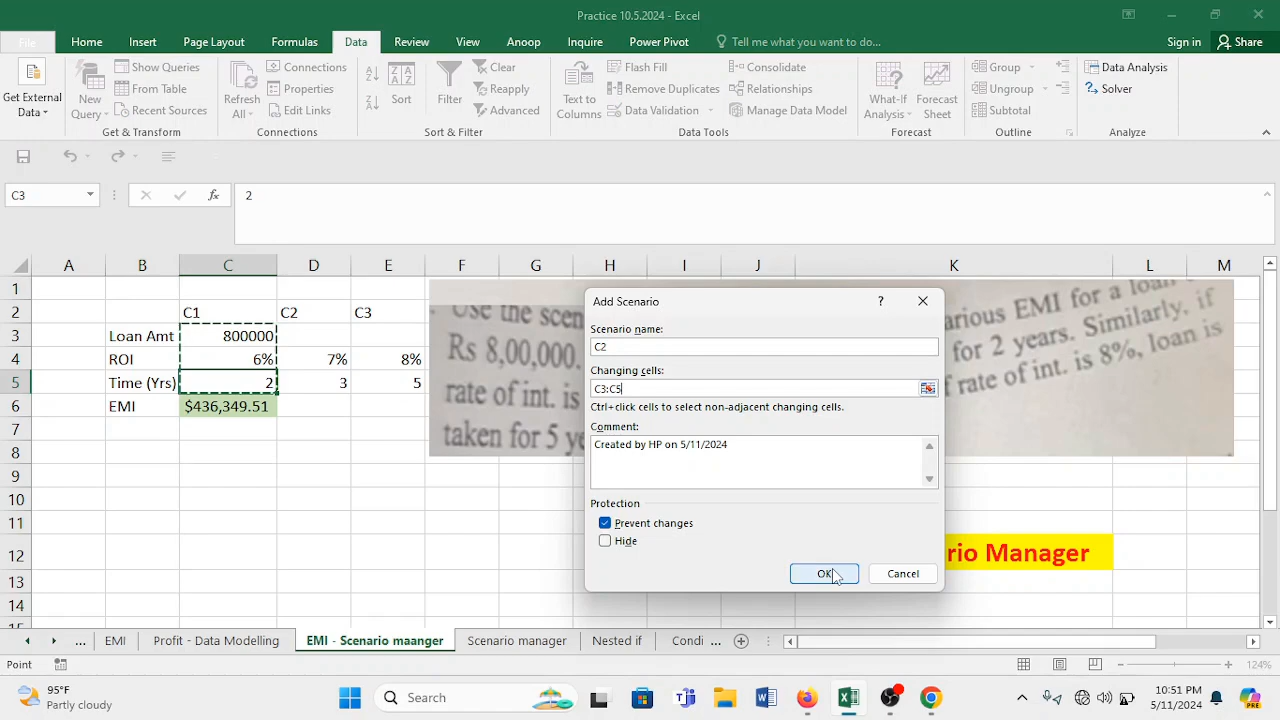 Practice 10.5.2024 - Excel
File Home Insert Page Layout Formulas Data Review View Anoop Inquire Power Pivot Tell me what you want to do... Sign in Share
Get External Data
New Query
Show Queries
From Table
Recent Sources
Get & Transform
Refresh All
Connections
Properties
Edit Links
Connections
Sort
Filter
Clear
Reapply
Advanced
Sort & Filter
Text to Columns
Flash Fill
Remove Duplicates
Data Validation
Consolidate
Relationships
Manage Data Model
Data Tools
What-If Analysis
Forecast Sheet
Forecast
Group
Ungroup
Subtotal
Outline
Data Analysis
Solver
Analyze
C3 fx 2
A B C D E F G H I J K L M
1
2 C1 C2 C3
3 Loan Amt 800000
4 ROI 6% 7% 8%
5 Time (Yrs) 2 3 5
6 EMI $436,349.51
7
8
9
10
11
12
13
14
Use the scen
Rs 8,00,000.
rate of int. is
taken for 5 ye
arious EMI for a loan
for 2 years. Similarly, if
f rate of int. is 8%, loan is
rio Manager
Add Scenario ?
Scenario name:
C2
Changing cells:
C3:C5
Ctrl+click cells to select non-adjacent changing cells.
Comment:
Created by HP on 5/11/2024
Protection
Prevent changes
Hide
OK Cancel
... EMI Profit - Data Modelling EMI - Scenario maanger Scenario manager Nested if Condi ...
Point 124%
95°F
Partly cloudy
Search
10:51 PM
5/11/2024
PRE